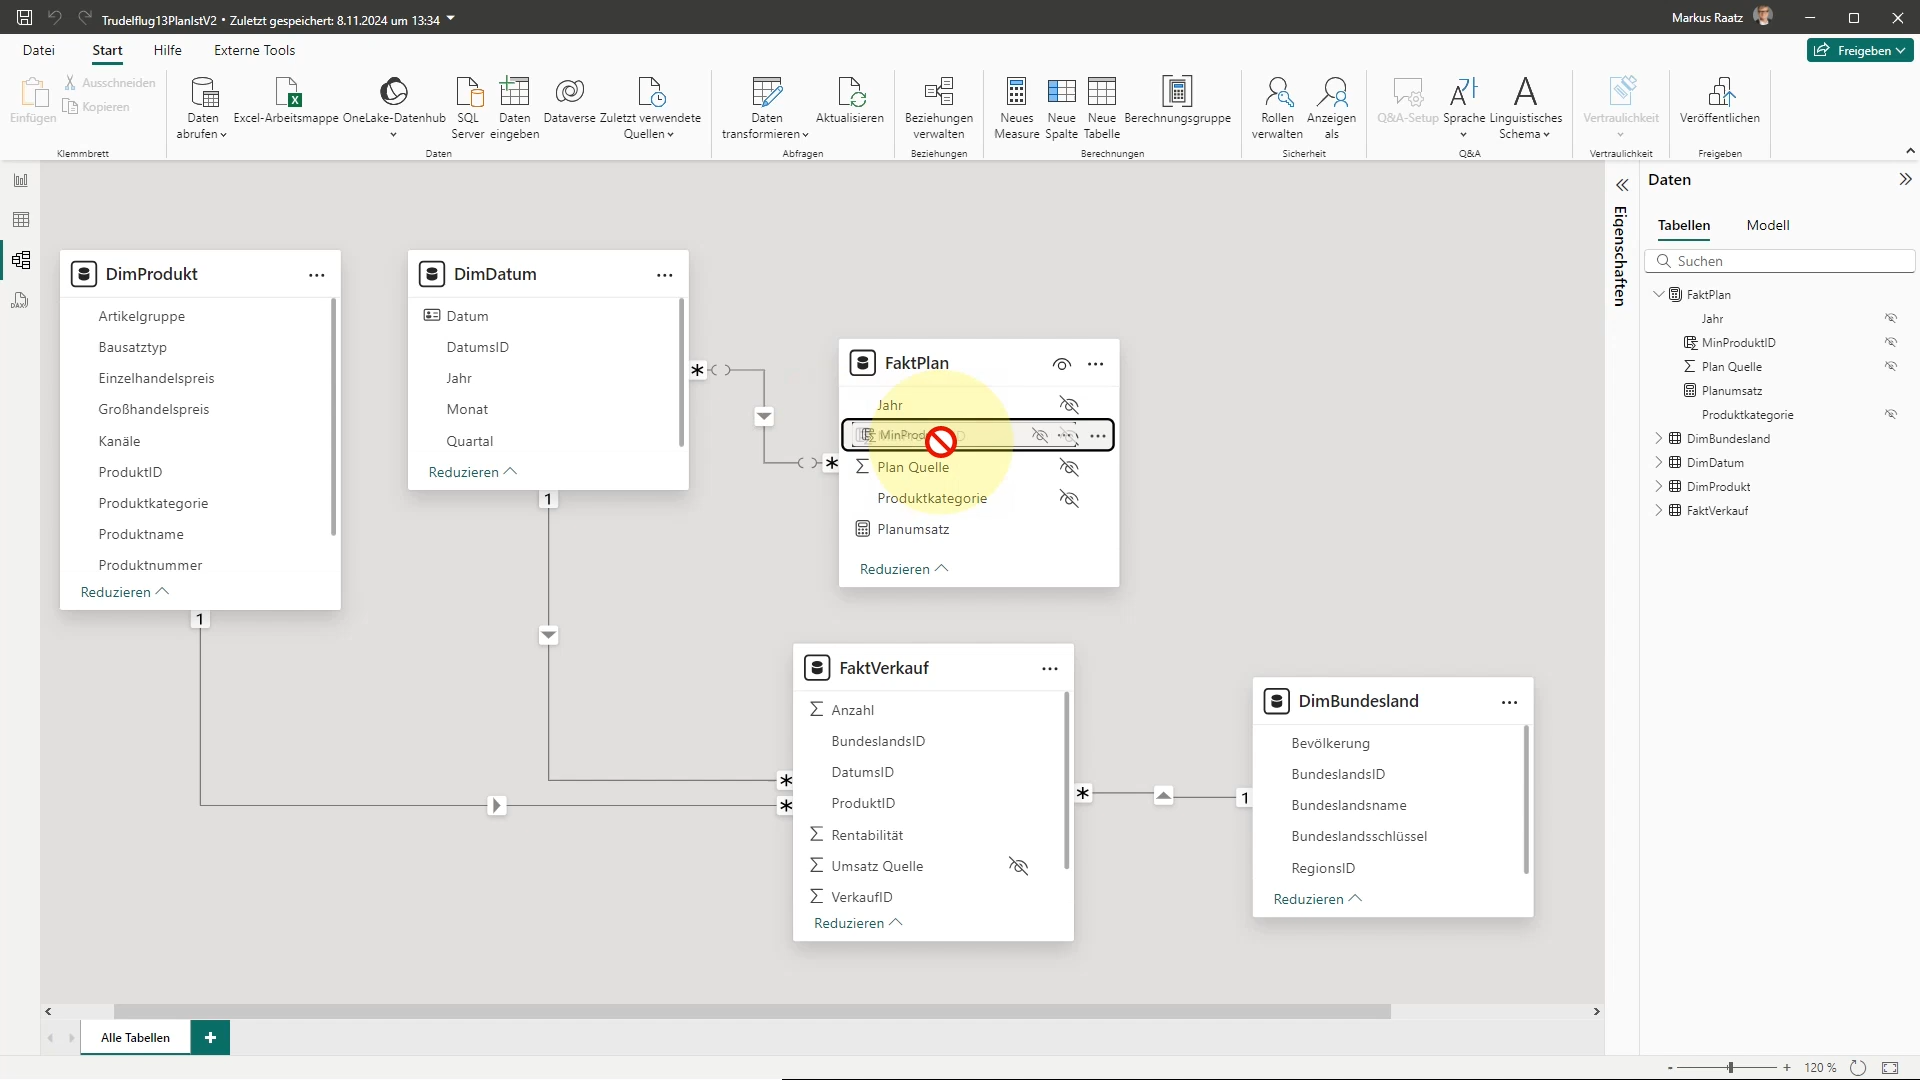 Trudelflug13PlanIstV2 • Zuletzt gespeichert: 8.11.2024 um 13:34
Markus Raatz
Datei Start Hilfe Externe Tools
Freigeben
Einfügen
Ausschneiden
Kopieren
Klemmbrett
Daten abrufen
Excel-Arbeitsmappe
OneLake-Datenhub
SQL Server
Daten eingeben
Dataverse
Zuletzt verwendete Quellen
Daten
Daten transformieren
Aktualisieren
Abfragen
Beziehungen verwalten
Beziehungen
Neues Measure
Neue Spalte
Neue Tabelle
Berechnungsgruppe
Berechnungen
Rollen verwalten
Anzeigen als
Sicherheit
Q&A-Setup
Sprache
Linguistisches Schema
Q&A
Vertraulichkeit
Vertraulichkeit
Veröffentlichen
Freigeben
DAX
DimProdukt
Artikelgruppe
Bausatztyp
Einzelhandelspreis
Großhandelspreis
Kanäle
ProduktID
Produktkategorie
Produktname
Produktnummer
Reduzieren
1
DimDatum
Datum
DatumsID
Jahr
Monat
Quartal
Reduzieren
1
*
*
FaktPlan
Jahr
MinProd
Plan Quelle
Produktkategorie
Planumsatz
Reduzieren
FaktVerkauf
Anzahl
BundeslandsID
DatumsID
ProduktID
Rentabilität
Umsatz Quelle
VerkaufID
Reduzieren
*
*
*
1
DimBundesland
Bevölkerung
BundeslandsID
Bundeslandsname
Bundeslandsschlüssel
RegionsID
Reduzieren
Eigenschaften
Daten
Tabellen Modell
Suchen
FaktPlan
Jahr
MinProduktID
Plan Quelle
Planumsatz
Produktkategorie
DimBundesland
DimDatum
DimProdukt
FaktVerkauf
Alle Tabellen
+
- + 120 %